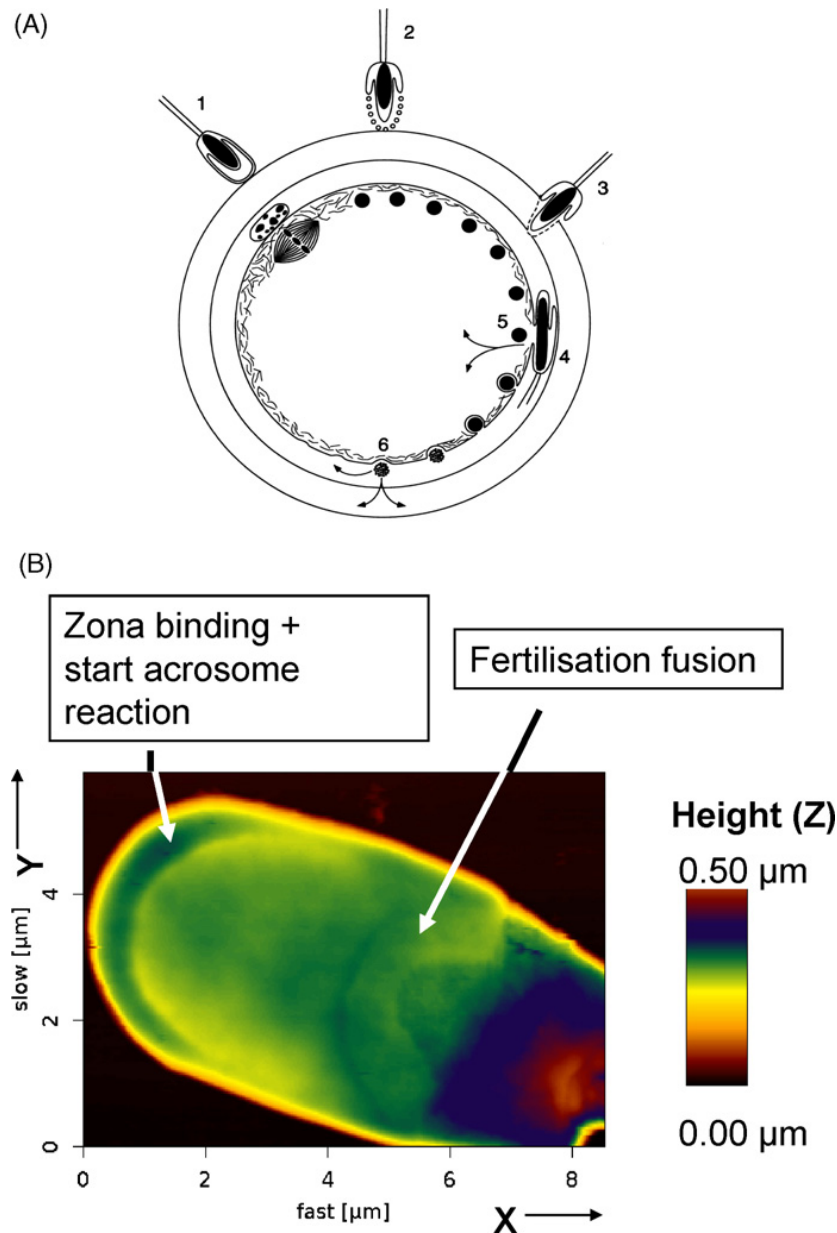 (A)
2
1
3
5
4
6
(B)
Zona binding +
start acrosome
reaction
Fertilisation fusion
Height (Z)
0.50 µm
0.00 µm
Y
slow [µm]
4
2
0
0
2
4
6
8
fast [µm]
X